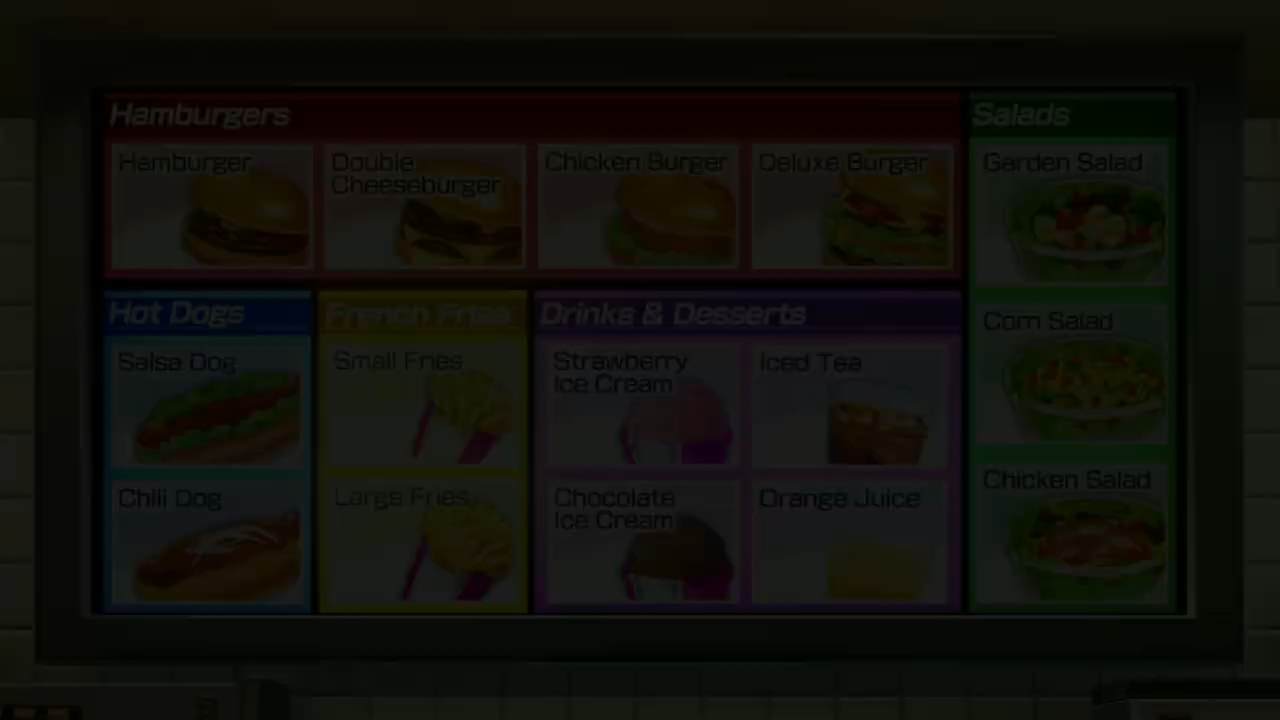 Hamburgers
Hamburger
Double
Cheeseburger
Chicken Burger
Deluxe Burger
Salads
Garden Salad
Corn Salad
Chicken Salad
Hot Dogs
Salsa Dog
Chili Dog
French Fries
Small Fries
Large Fries
Drinks & Desserts
Strawberry
Ice Cream
Iced Tea
Chocolate
Ice Cream
Orange Juice